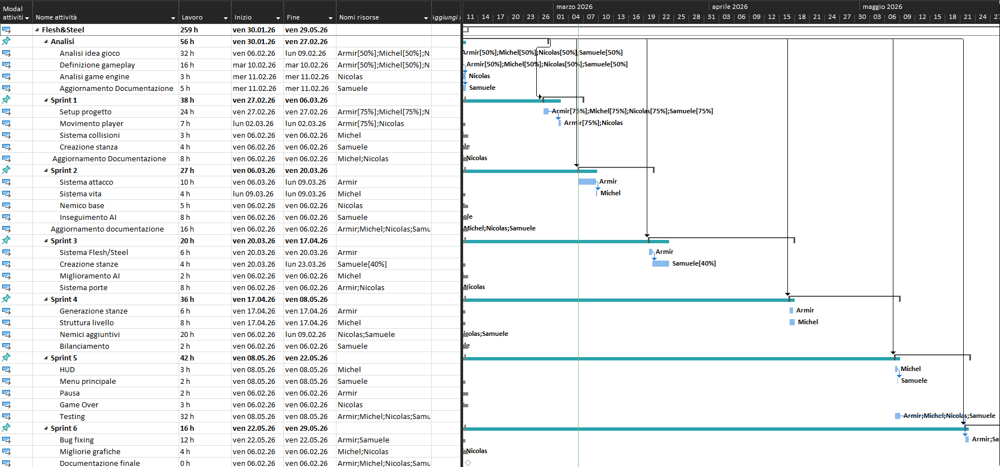 marzo 2026 aprile 2026 maggio 2026
Modal attività Nome attività Lavoro Inizio Fine Nomi risorse 11 14 17 20 23 26 01 04 07 10 13 16 19 22 25 28 31 03 06 09 12 15 18 21 24 27 30 03 06 09 12 15 18 21 24 27
Flesh&Steel 259 h ven 30.01.26 ven 29.05.26
Analisi 56 h ven 30.01.26 ven 27.02.26
Analisi idea gioco 32 h ven 06.02.26 lun 09.02.26 Armir[50%];Michel[50%];N Armir[50%];Michel[50%];Nicolas[50%];Samuele[50%]
Definizione gameplay 16 h mar 10.02.26 mar 10.02.26 Armir[50%];Michel[50%];N Armir[50%];Michel[50%];Nicolas[50%];Samuele[50%]
Analisi game engine 3 h mer 11.02.26 mer 11.02.26 Nicolas Nicolas
Aggiornamento Documentazione 5 h mer 11.02.26 mer 11.02.26 Samuele Samuele
Sprint 1 38 h ven 27.02.26 ven 06.03.26
Setup progetto 24 h ven 27.02.26 ven 27.02.26 Armir[75%];Michel[75%];N Armir[75%];Michel[75%];Nicolas[75%];Samuele[75%]
Movimento player 7 h lun 02.03.26 lun 02.03.26 Armir[75%];Nicolas Armir[75%];Nicolas
Sistema collisioni 3 h ven 06.02.26 ven 06.02.26 Michel
Creazione stanza 4 h ven 06.02.26 ven 06.02.26 Samuele le
Aggiornamento Documentazione 8 h ven 06.02.26 ven 06.02.26 Michel;Nicolas ;Nicolas
Sprint 2 27 h ven 06.03.26 ven 20.03.26
Sistema attacco 10 h ven 06.03.26 lun 09.03.26 Armir Armir
Sistema vita 4 h lun 09.03.26 lun 09.03.26 Michel Michel
Nemico base 5 h ven 06.02.26 ven 06.02.26 Nicolas
Inseguimento AI 8 h ven 06.02.26 ven 06.02.26 Samuele ele
Aggiornamento documentazione 16 h ven 06.02.26 ven 06.02.26 Armir;Michel;Nicolas;Samu Michel;Nicolas;Samuele
Sprint 3 20 h ven 20.03.26 ven 17.04.26
Sistema Flesh/Steel 6 h ven 20.03.26 ven 20.03.26 Armir Armir
Creazione stanze 4 h ven 20.03.26 lun 23.03.26 Samuele[40%] Samuele[40%]
Miglioramento AI 2 h ven 06.02.26 ven 06.02.26 Michel
Sistema porte 8 h ven 06.02.26 ven 06.02.26 Armir;Nicolas Nicolas
Sprint 4 36 h ven 17.04.26 ven 08.05.26
Generazione stanze 6 h ven 17.04.26 ven 17.04.26 Armir Armir
Struttura livello 8 h ven 17.04.26 ven 17.04.26 Michel Michel
Nemici aggiuntivi 20 h ven 06.02.26 lun 09.02.26 Nicolas;Samuele icolas;Samuele
Bilanciamento 2 h ven 06.02.26 ven 06.02.26 Samuele le
Sprint 5 42 h ven 08.05.26 ven 22.05.26
HUD 3 h ven 08.05.26 ven 08.05.26 Michel Michel
Menu principale 2 h ven 08.05.26 ven 08.05.26 Samuele Samuele
Pausa 2 h ven 06.02.26 ven 06.02.26 Armir
Game Over 3 h ven 06.02.26 ven 06.02.26 Nicolas
Testing 32 h ven 08.05.26 ven 08.05.26 Armir;Michel;Nicolas;Samu Armir;Michel;Nicolas;Samuele
Sprint 6 16 h ven 22.05.26 ven 29.05.26
Bug fixing 12 h ven 22.05.26 ven 22.05.26 Armir;Samuele Armir;Sa
Migliorie grafiche 4 h ven 06.02.26 ven 06.02.26 Michel;Nicolas ;Nicolas
Documentazione finale 0 h ven 06.02.26 ven 06.02.26 Armir;Michel;Nicolas;Samu